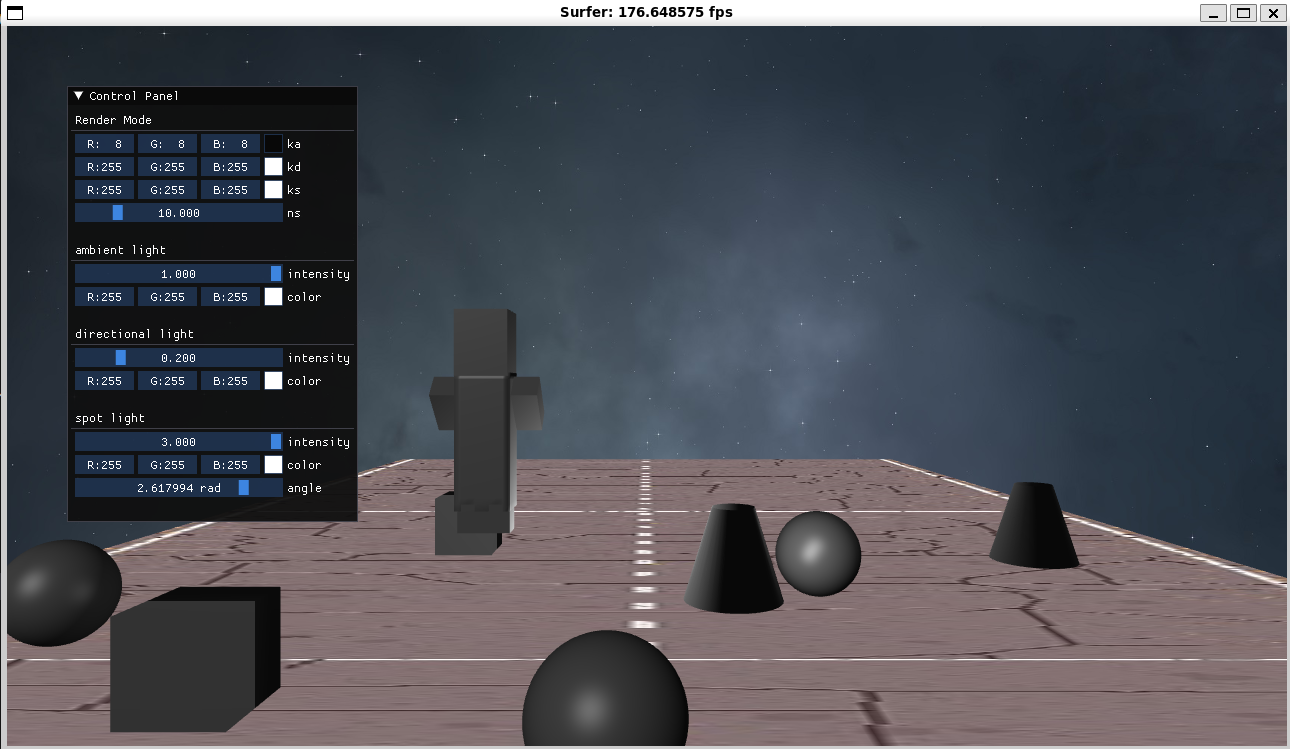 Surfer: 176.648575 fps
Control Panel
Render Mode
R: 8 G: 8 B: 8 ka
R:255 G:255 B:255 kd
R:255 G:255 B:255 ks
10.000 ns
ambient light
1.000 intensity
R:255 G:255 B:255 color
directional light
0.200 intensity
R:255 G:255 B:255 color
spot light
3.000 intensity
R:255 G:255 B:255 color
2.617994 rad angle